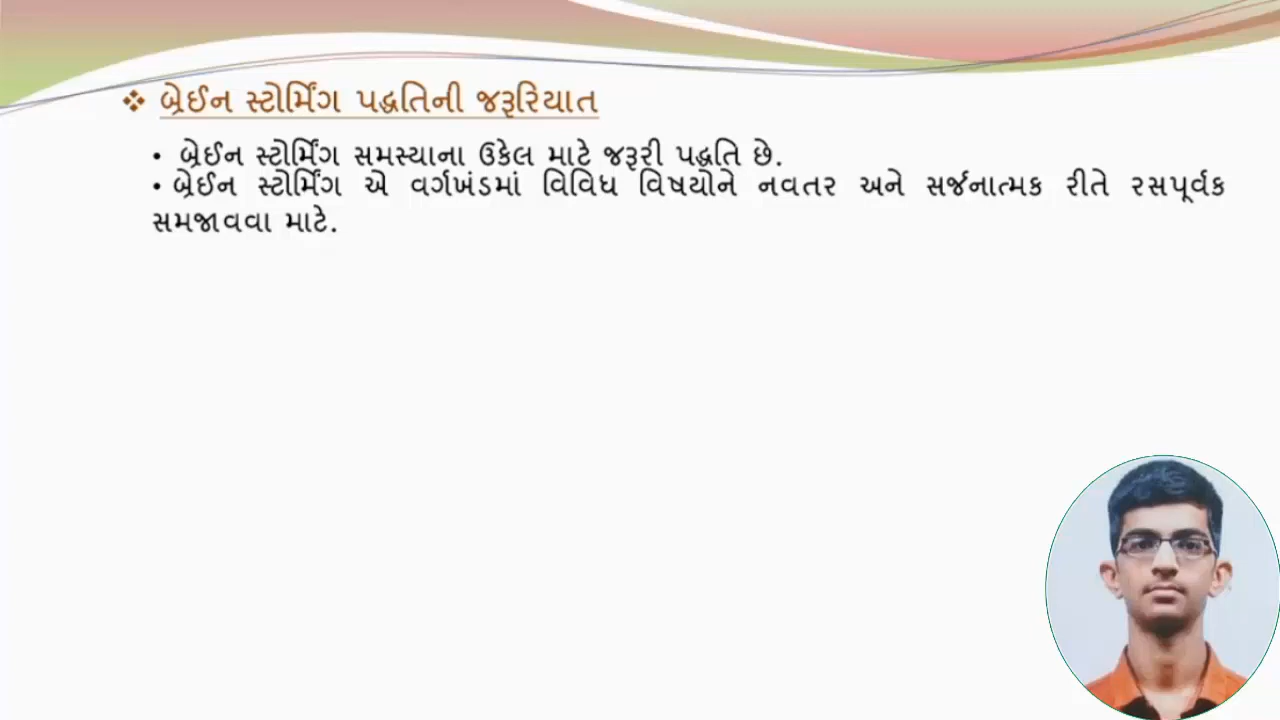 ❖ બ્રેઈન સ્ટોર્મિંગ પદ્ધતિની જરૂરિયાત
• બ્રેઈન સ્ટોર્મિંગ સમસ્યાના ઉકેલ માટે જરૂરી પદ્ધતિ છે.
• બ્રેઈન સ્ટોર્મિંગ એ વર્ગખંડમાં વિવિધ વિષયોને નવતર અને સર્જનાત્મક રીતે રસપૂર્વક
સમજાવવા માટે.